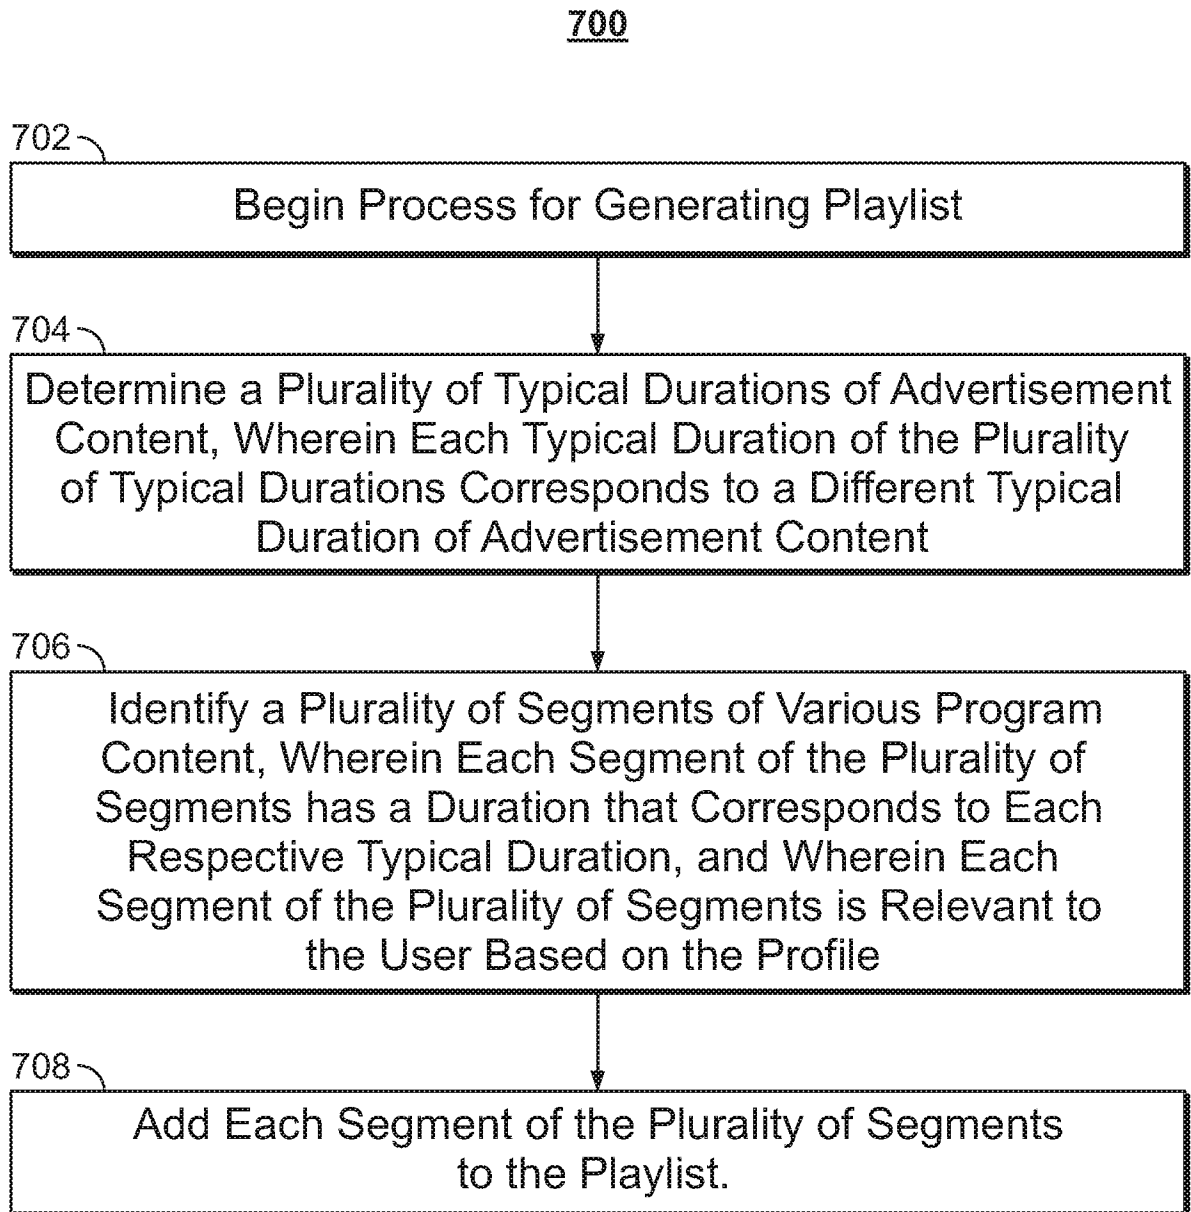 700
702
Begin Process for Generating Playlist
704
Determine a Plurality of Typical Durations of Advertisement
Content, Wherein Each Typical Duration of the Plurality
of Typical Durations Corresponds to a Different Typical
Duration of Advertisement Content
706
Identify a Plurality of Segments of Various Program
Content, Wherein Each Segment of the Plurality of
Segments has a Duration that Corresponds to Each
Respective Typical Duration, and Wherein Each
Segment of the Plurality of Segments is Relevant to
the User Based on the Profile
708
Add Each Segment of the Plurality of Segments
to the Playlist.